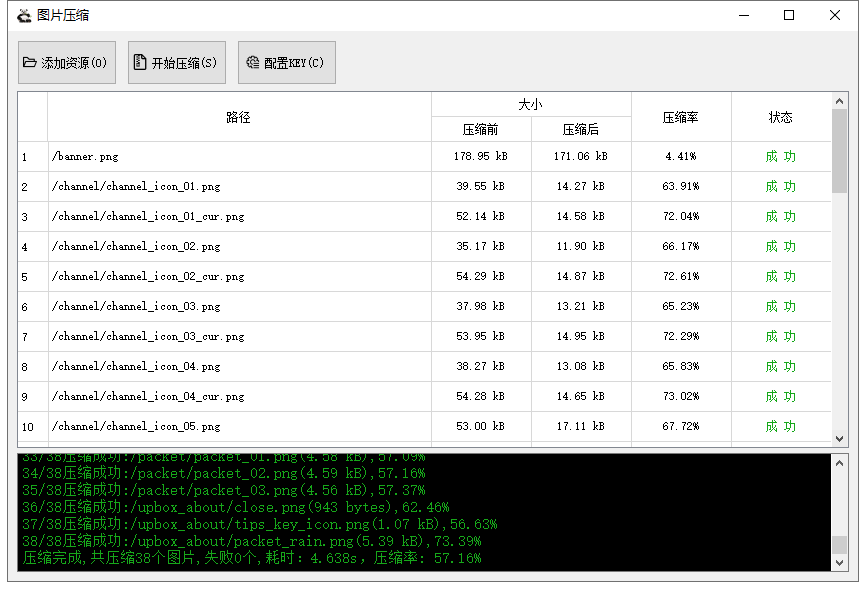 图片压缩
添加资源(O) 开始压缩(S) 配置KEY(C)
路径 大小 压缩率 状态
压缩前 压缩后
1 /banner.png 178.95 kB 171.06 kB 4.41% 成 功
2 /channel/channel_icon_01.png 39.55 kB 14.27 kB 63.91% 成 功
3 /channel/channel_icon_01_cur.png 52.14 kB 14.58 kB 72.04% 成 功
4 /channel/channel_icon_02.png 35.17 kB 11.90 kB 66.17% 成 功
5 /channel/channel_icon_02_cur.png 54.29 kB 14.87 kB 72.61% 成 功
6 /channel/channel_icon_03.png 37.98 kB 13.21 kB 65.23% 成 功
7 /channel/channel_icon_03_cur.png 53.95 kB 14.95 kB 72.29% 成 功
8 /channel/channel_icon_04.png 38.27 kB 13.08 kB 65.83% 成 功
9 /channel/channel_icon_04_cur.png 54.28 kB 14.65 kB 73.02% 成 功
10 /channel/channel_icon_05.png 53.00 kB 17.11 kB 67.72% 成 功
33/38压缩成功:/packet/packet_01.png(4.58 kB),57.09%
34/38压缩成功:/packet/packet_02.png(4.59 kB),57.16%
35/38压缩成功:/packet/packet_03.png(4.56 kB),57.37%
36/38压缩成功:/upbox_about/close.png(943 bytes),62.46%
37/38压缩成功:/upbox_about/tips_key_icon.png(1.07 kB),56.63%
38/38压缩成功:/upbox_about/packet_rain.png(5.39 kB),73.39%
压缩完成,共压缩38个图片,失败0个,耗时: 4.638s, 压缩率: 57.16%